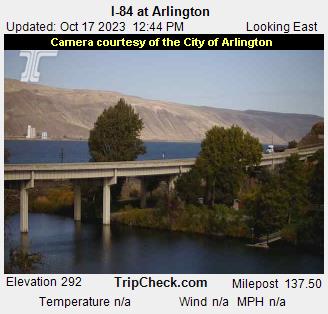 I-84 at Arlington
Updated: Oct 17 2023 12:44 PM Looking East
Camera courtesy of the City of Arlington
Elevation 292 TripCheck.com Milepost 137.50
Temperature n/a Wind n/a MPH n/a